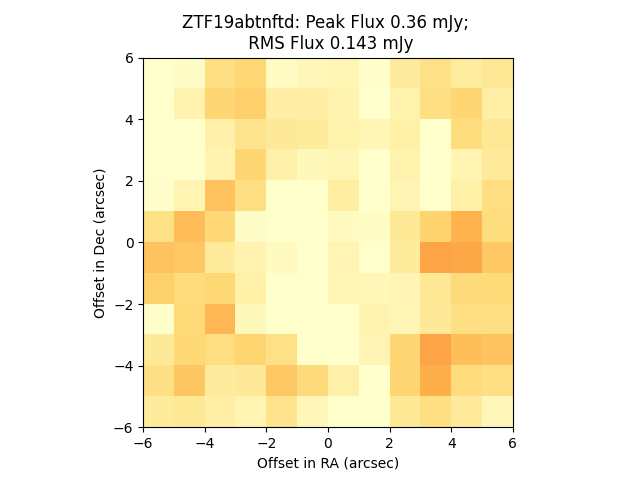 ZTF19abtnftd: Peak Flux 0.36 mJy;
RMS Flux 0.143 mJy
6
4
2
0
−2
−4
−6
Offset in Dec (arcsec)
−6 −4 −2 0 2 4 6
Offset in RA (arcsec)